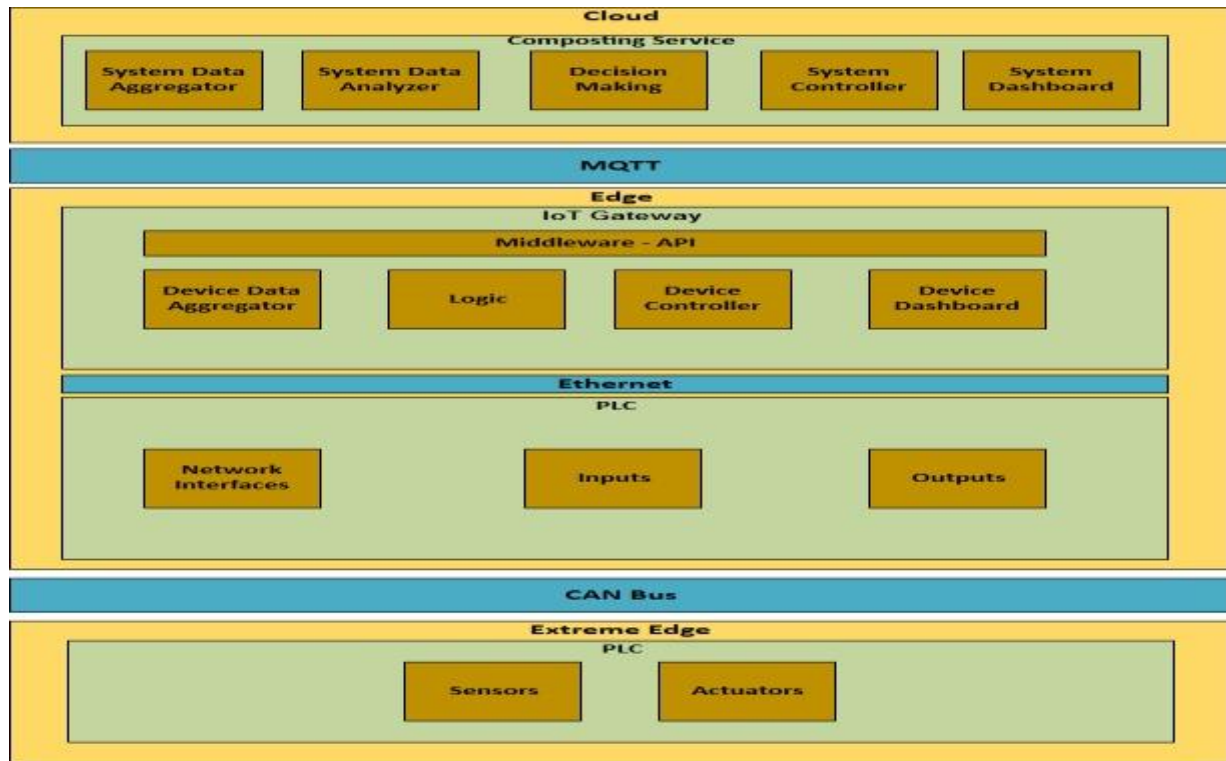 Cloud
Composting Service
System Data
Aggregator
System Data
Analyzer
Decision
Making
System
Controller
System
Dashboard
MQTT
Edge
IoT Gateway
Middleware - API
Device Data
Aggregator
Logic
Device
Controller
Device
Dashboard
Ethernet
PLC
Network
Interfaces
Inputs
Outputs
CAN Bus
Extreme Edge
PLC
Sensors
Actuators